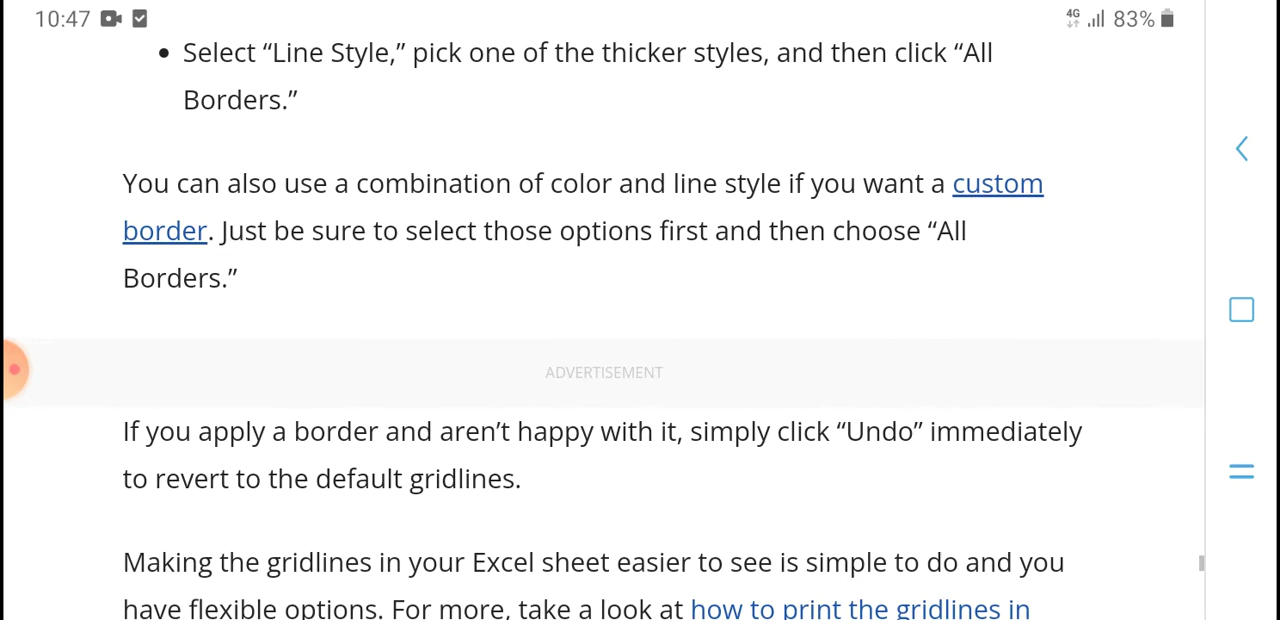 10:47
4G
83%
• Select “Line Style,” pick one of the thicker styles, and then click “All
Borders.”
You can also use a combination of color and line style if you want a custom
border. Just be sure to select those options first and then choose “All
Borders.”
ADVERTISEMENT
If you apply a border and aren’t happy with it, simply click “Undo” immediately
to revert to the default gridlines.
Making the gridlines in your Excel sheet easier to see is simple to do and you
have flexible options. For more, take a look at how to print the gridlines in